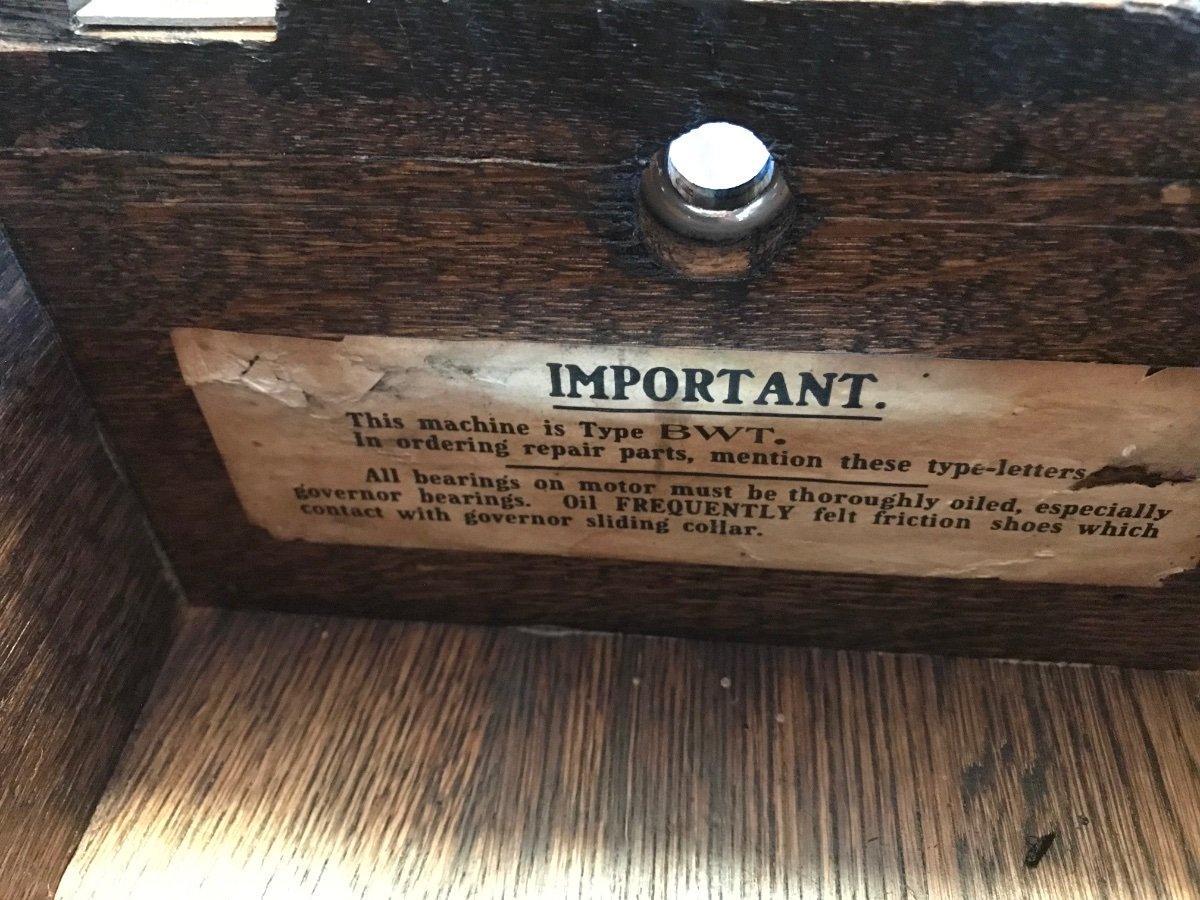 IMPORTANT.
This machine is Type BWT.
In ordering repair parts, mention these type-letters
All bearings on motor must be thoroughly oiled, especially
governor bearings. Oil FREQUENTLY felt friction shoes which
contact with governor sliding collar.